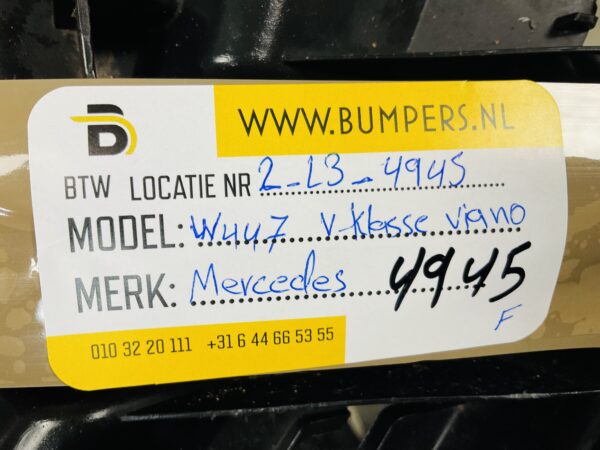 WWW.BUMPERS.NL
BTW LOCATIE NR 2-L3-4945
MODEL: W447 V-klasse viano
MERK: Mercedes 4945
F
010 32 20 111 +31 6 44 66 53 55